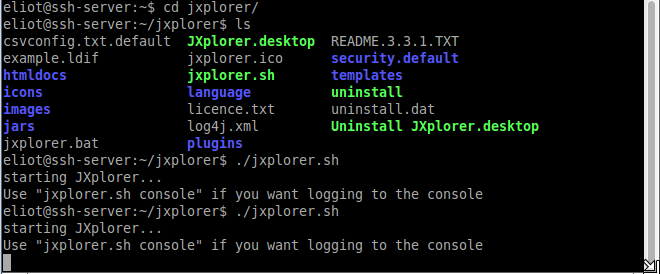 eliot@ssh-server:~$ cd jxplorer/
eliot@ssh-server:~/jxplorer$ ls
csvconfig.txt.default  JXplorer.desktop  README.3.3.1.TXT
example.ldif           jxplorer.ico      security.default
htmldocs               jxplorer.sh       templates
icons                  language          uninstall
images                 licence.txt       uninstall.dat
jars                   log4j.xml         Uninstall JXplorer.desktop
jxplorer.bat           plugins
eliot@ssh-server:~/jxplorer$ ./jxplorer.sh
starting JXplorer...
Use "jxplorer.sh console" if you want logging to the console
eliot@ssh-server:~/jxplorer$ ./jxplorer.sh
starting JXplorer...
Use "jxplorer.sh console" if you want logging to the console